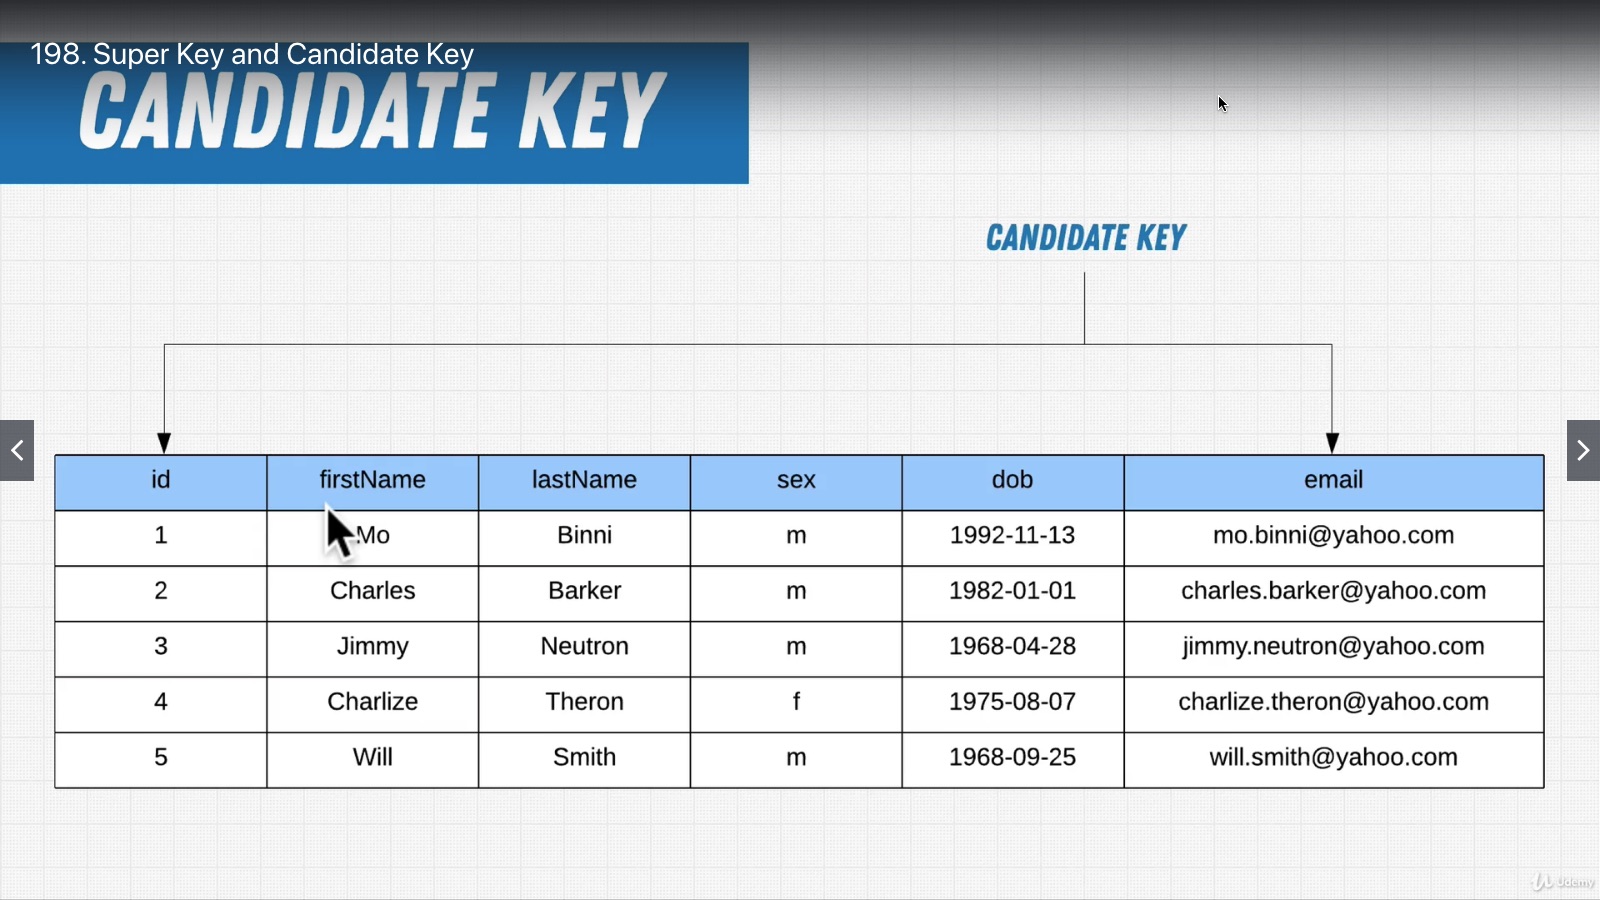 198. Super Key and Candidate Key
CANDIDATE KEY
CANDIDATE KEY
id firstName lastName sex dob email
1 Mo Binni m 1992-11-13 mo.binni@yahoo.com
2 Charles Barker m 1982-01-01 charles.barker@yahoo.com
3 Jimmy Neutron m 1968-04-28 jimmy.neutron@yahoo.com
4 Charlize Theron f 1975-08-07 charlize.theron@yahoo.com
5 Will Smith m 1968-09-25 will.smith@yahoo.com
Udemy